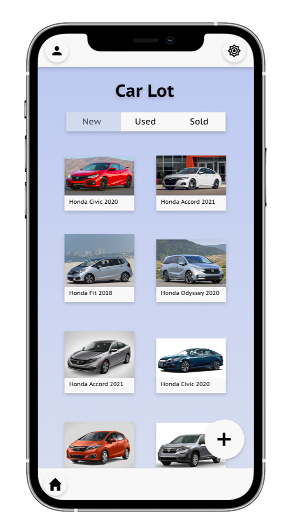 Car Lot
New Used Sold
Honda Civic 2020 Honda Accord 2021
Honda Fit 2018 Honda Odyssey 2020
Honda Accord 2021 Honda Civic 2020